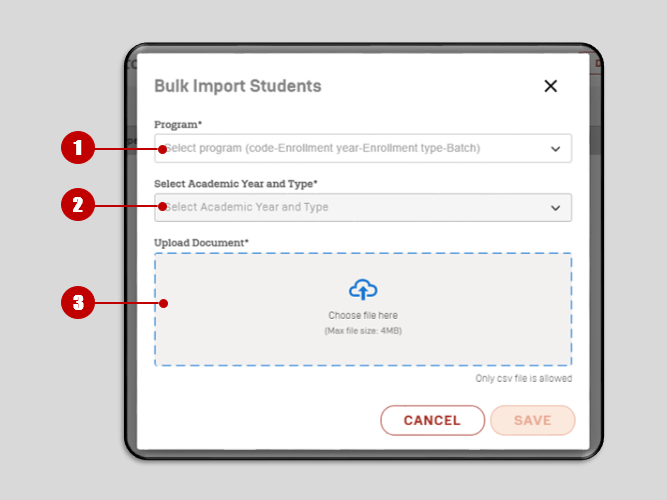 Bulk Import Students
Program*
1
Select program (code-Enrollment year-Enrollment type-Batch)
Select Academic Year and Type*
2
Select Academic Year and Type
Upload Document*
3
Choose file here
(Max file size: 4MB)
Only csv file is allowed
CANCEL
SAVE